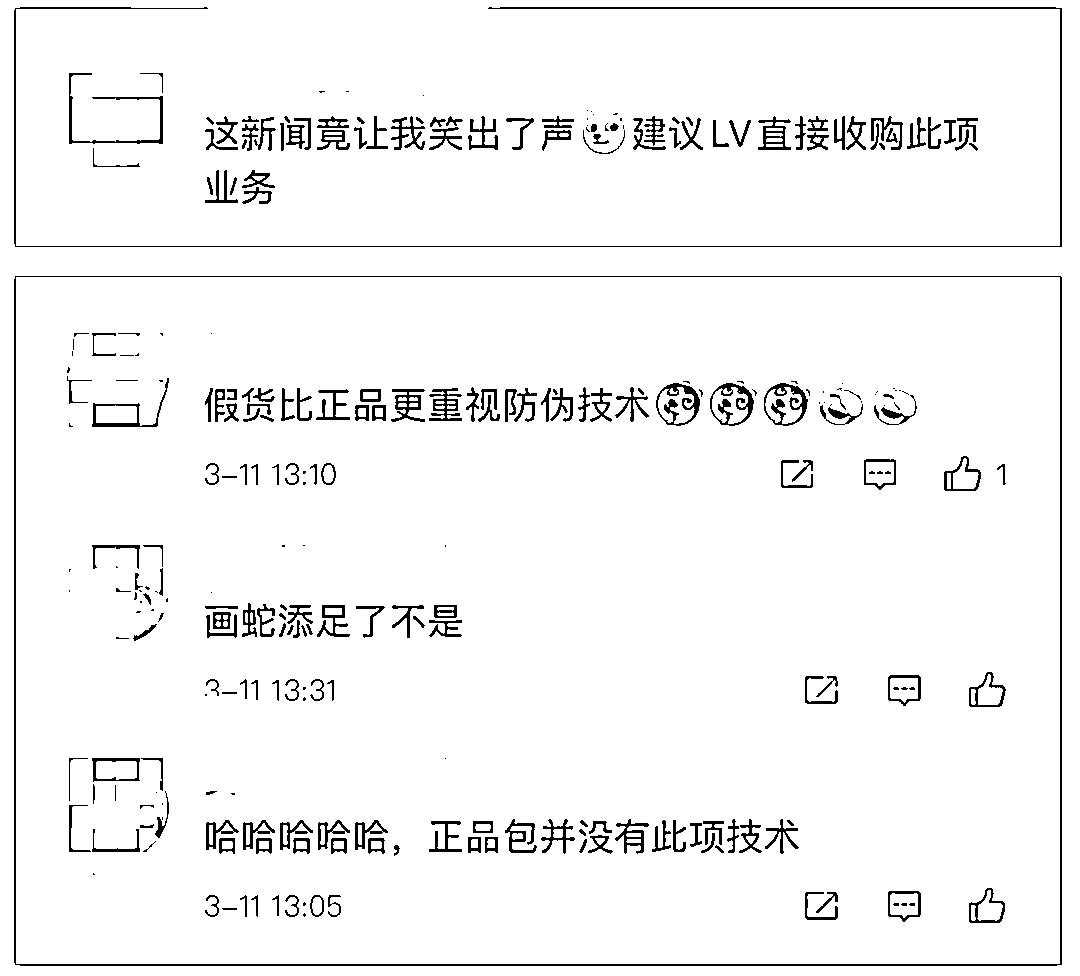 这新闻竟让我笑出了声建议LV直接收购此项
业务
假货比正品更重视防伪技术
3-11 13:10
1
画蛇添足了不是
3-11 13:31
哈哈哈哈哈，正品包并没有此项技术
3-11 13:05